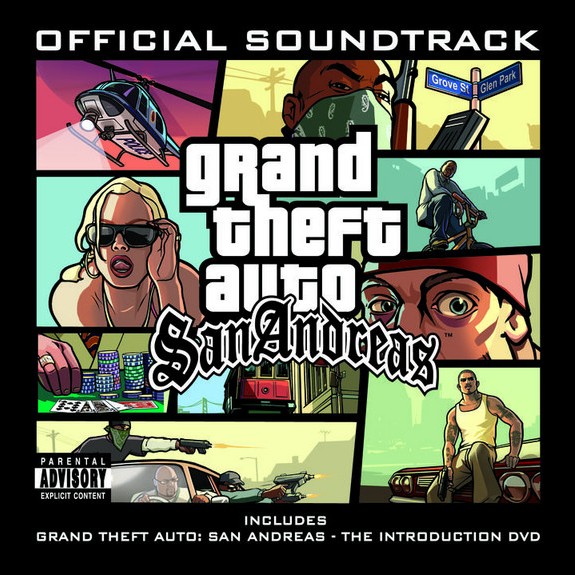 OFFICIAL SOUNDTRACK
Grove St
Glen Park
grand
theft
auto
San Andreas
™
PARENTAL
ADVISORY
EXPLICIT CONTENT
INCLUDES
GRAND THEFT AUTO: SAN ANDREAS - THE INTRODUCTION DVD